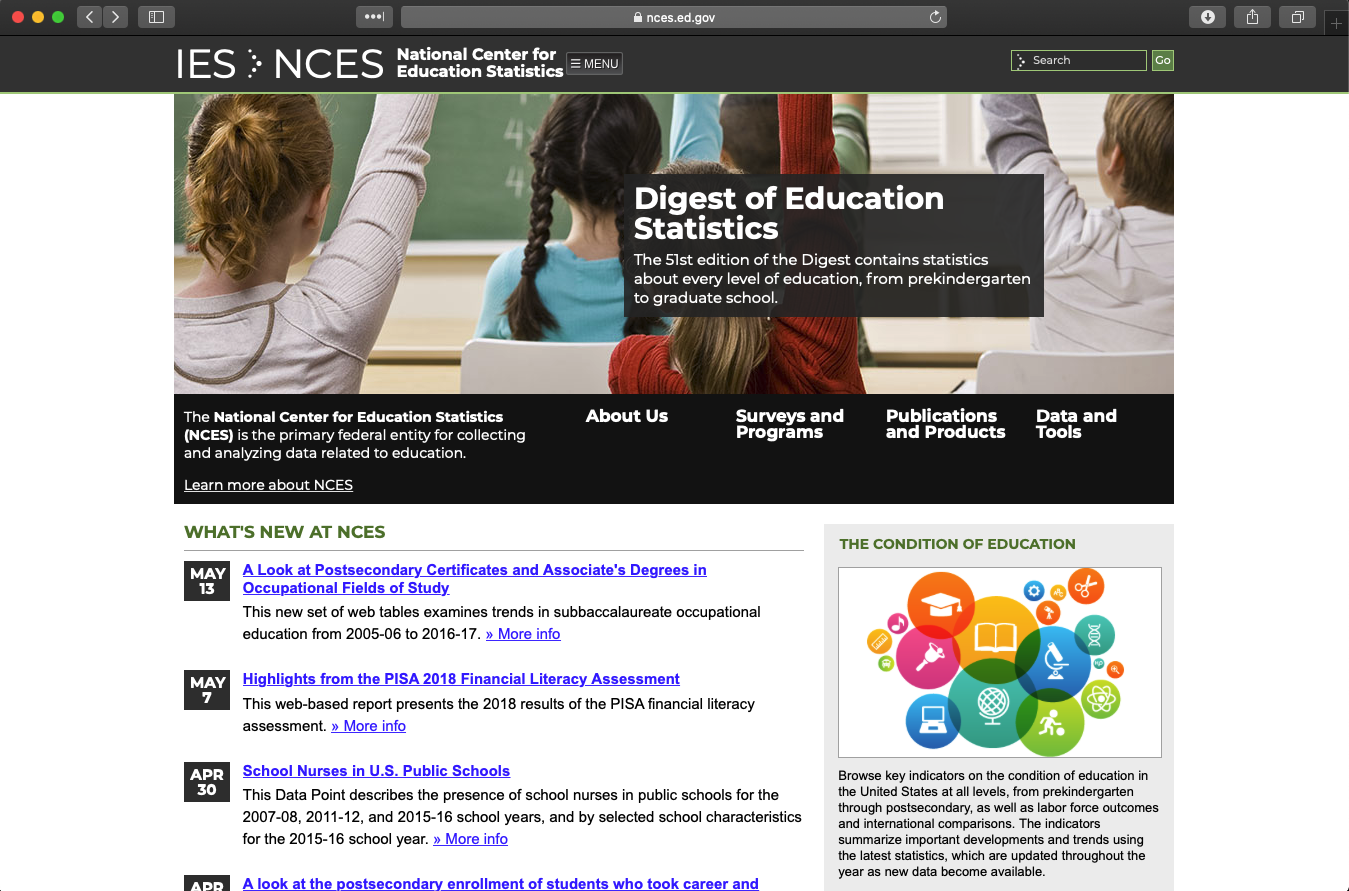 nces.ed.gov
IES NCES
National Center for
Education Statistics
☰ MENU
Search
Go
Digest of Education
Statistics
The 51st edition of the Digest contains statistics
about every level of education, from prekindergarten
to graduate school.
The National Center for Education Statistics
(NCES) is the primary federal entity for collecting
and analyzing data related to education.
Learn more about NCES
About Us
Surveys and
Programs
Publications
and Products
Data and
Tools
WHAT'S NEW AT NCES
MAY
13
A Look at Postsecondary Certificates and Associate's Degrees in
Occupational Fields of Study
This new set of web tables examines trends in subbaccalaureate occupational
education from 2005-06 to 2016-17. » More info
MAY
7
Highlights from the PISA 2018 Financial Literacy Assessment
This web-based report presents the 2018 results of the PISA financial literacy
assessment. » More info
APR
30
School Nurses in U.S. Public Schools
This Data Point describes the presence of school nurses in public schools for the
2007-08, 2011-12, and 2015-16 school years, and by selected school characteristics
for the 2015-16 school year. » More info
APR
A look at the postsecondary enrollment of students who took career and
THE CONDITION OF EDUCATION
Browse key indicators on the condition of education in
the United States at all levels, from prekindergarten
through postsecondary, as well as labor force outcomes
and international comparisons. The indicators
summarize important developments and trends using
the latest statistics, which are updated throughout the
year as new data become available.